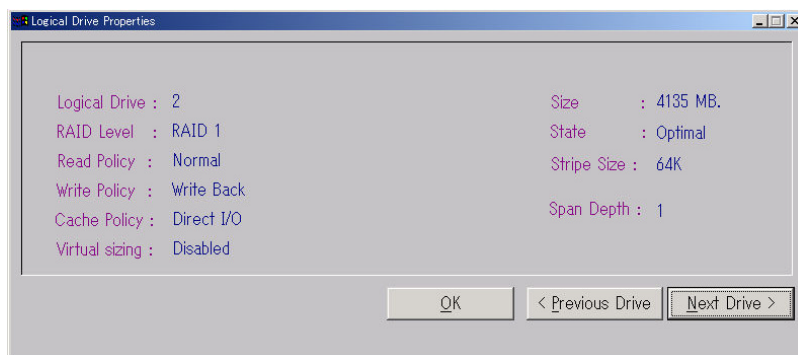 Logical Drive Properties
Logical Drive : 2
RAID Level : RAID 1
Read Policy : Normal
Write Policy : Write Back
Cache Policy : Direct I/O
Virtual sizing : Disabled
Size : 4135 MB.
State : Optimal
Stripe Size : 64K
Span Depth : 1
OK
< Previous Drive
Next Drive >